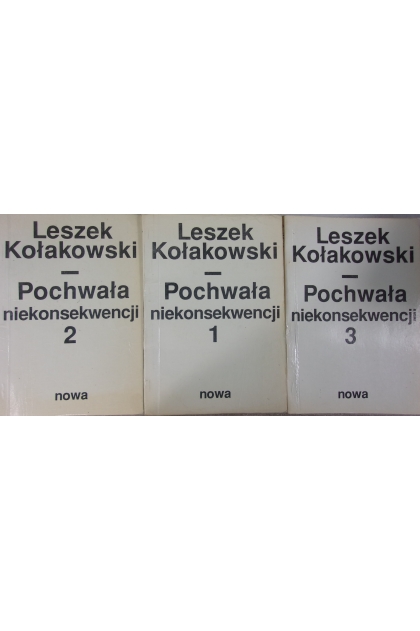 Leszek
Kołakowski
—
Pochwała
niekonsekwencji
2
nowa
Leszek
Kołakowski
—
Pochwała
niekonsekwencji
1
nowa
Leszek
Kołakowski
—
Pochwała
niekonsekwencji
3
nowa